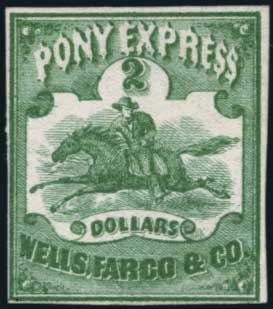 PONY EXPRESS
2
DOLLARS
WELLS, FARGO & CO.